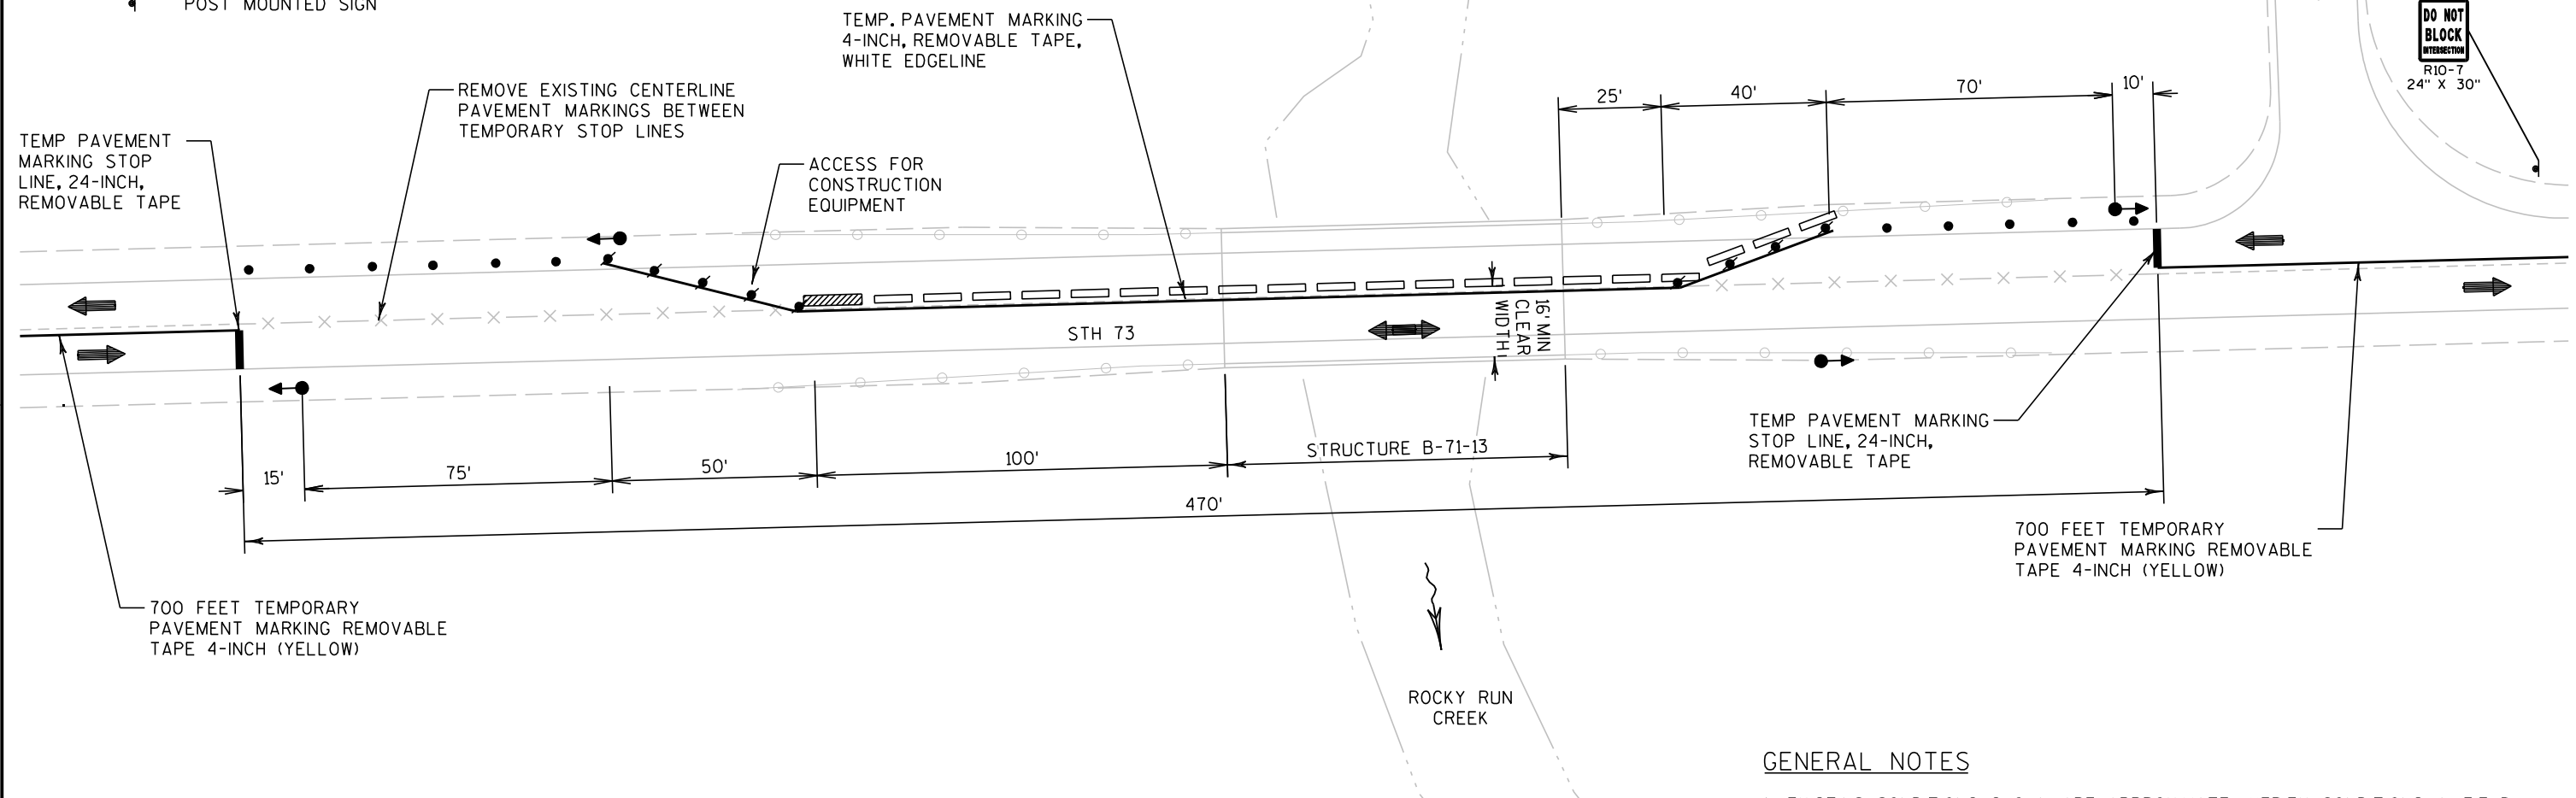 POST MOUNTED SIGN
TEMP. PAVEMENT MARKING
4-INCH, REMOVABLE TAPE,
WHITE EDGELINE
DO NOT
BLOCK
INTERSECTION
R10-7
24" X 30"
REMOVE EXISTING CENTERLINE
PAVEMENT MARKINGS BETWEEN
TEMPORARY STOP LINES
25'
40'
70'
10'
TEMP PAVEMENT
MARKING STOP
LINE, 24-INCH,
REMOVABLE TAPE
ACCESS FOR
CONSTRUCTION
EQUIPMENT
STH 73
16' MIN
CLEAR
WIDTH
TEMP PAVEMENT MARKING
STOP LINE, 24-INCH,
REMOVABLE TAPE
15'
75'
50'
100'
STRUCTURE B-71-13
470'
700 FEET TEMPORARY
PAVEMENT MARKING REMOVABLE
TAPE 4-INCH (YELLOW)
700 FEET TEMPORARY
PAVEMENT MARKING REMOVABLE
TAPE 4-INCH (YELLOW)
ROCKY RUN
CREEK
GENERAL NOTES